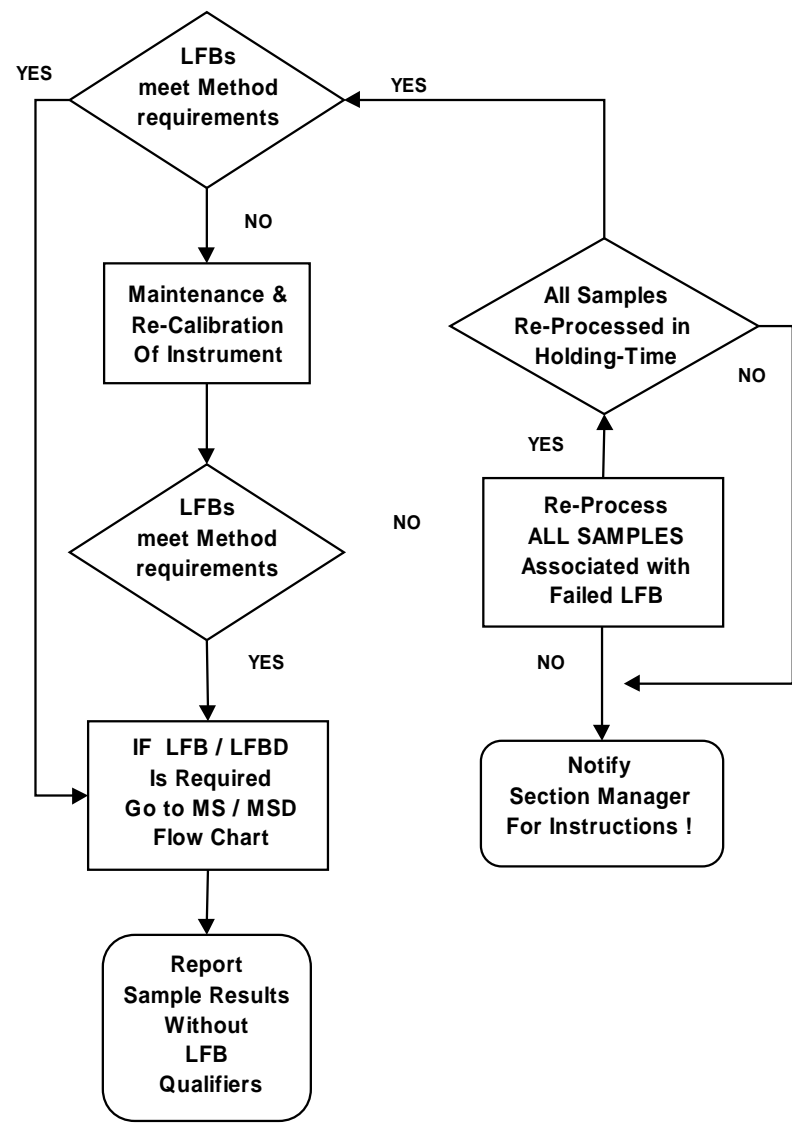 LFBs
meet Method
requirements
YES
YES
NO
Maintenance &
Re-Calibration
Of Instrument
All Samples
Re-Processed in
Holding-Time
NO
YES
LFBs
meet Method
requirements
NO
Re-Process
ALL SAMPLES
Associated with
Failed LFB
YES
NO
IF LFB / LFBD
Is Required
Go to MS / MSD
Flow Chart
Notify
Section Manager
For Instructions !
Report
Sample Results
Without
LFB
Qualifiers